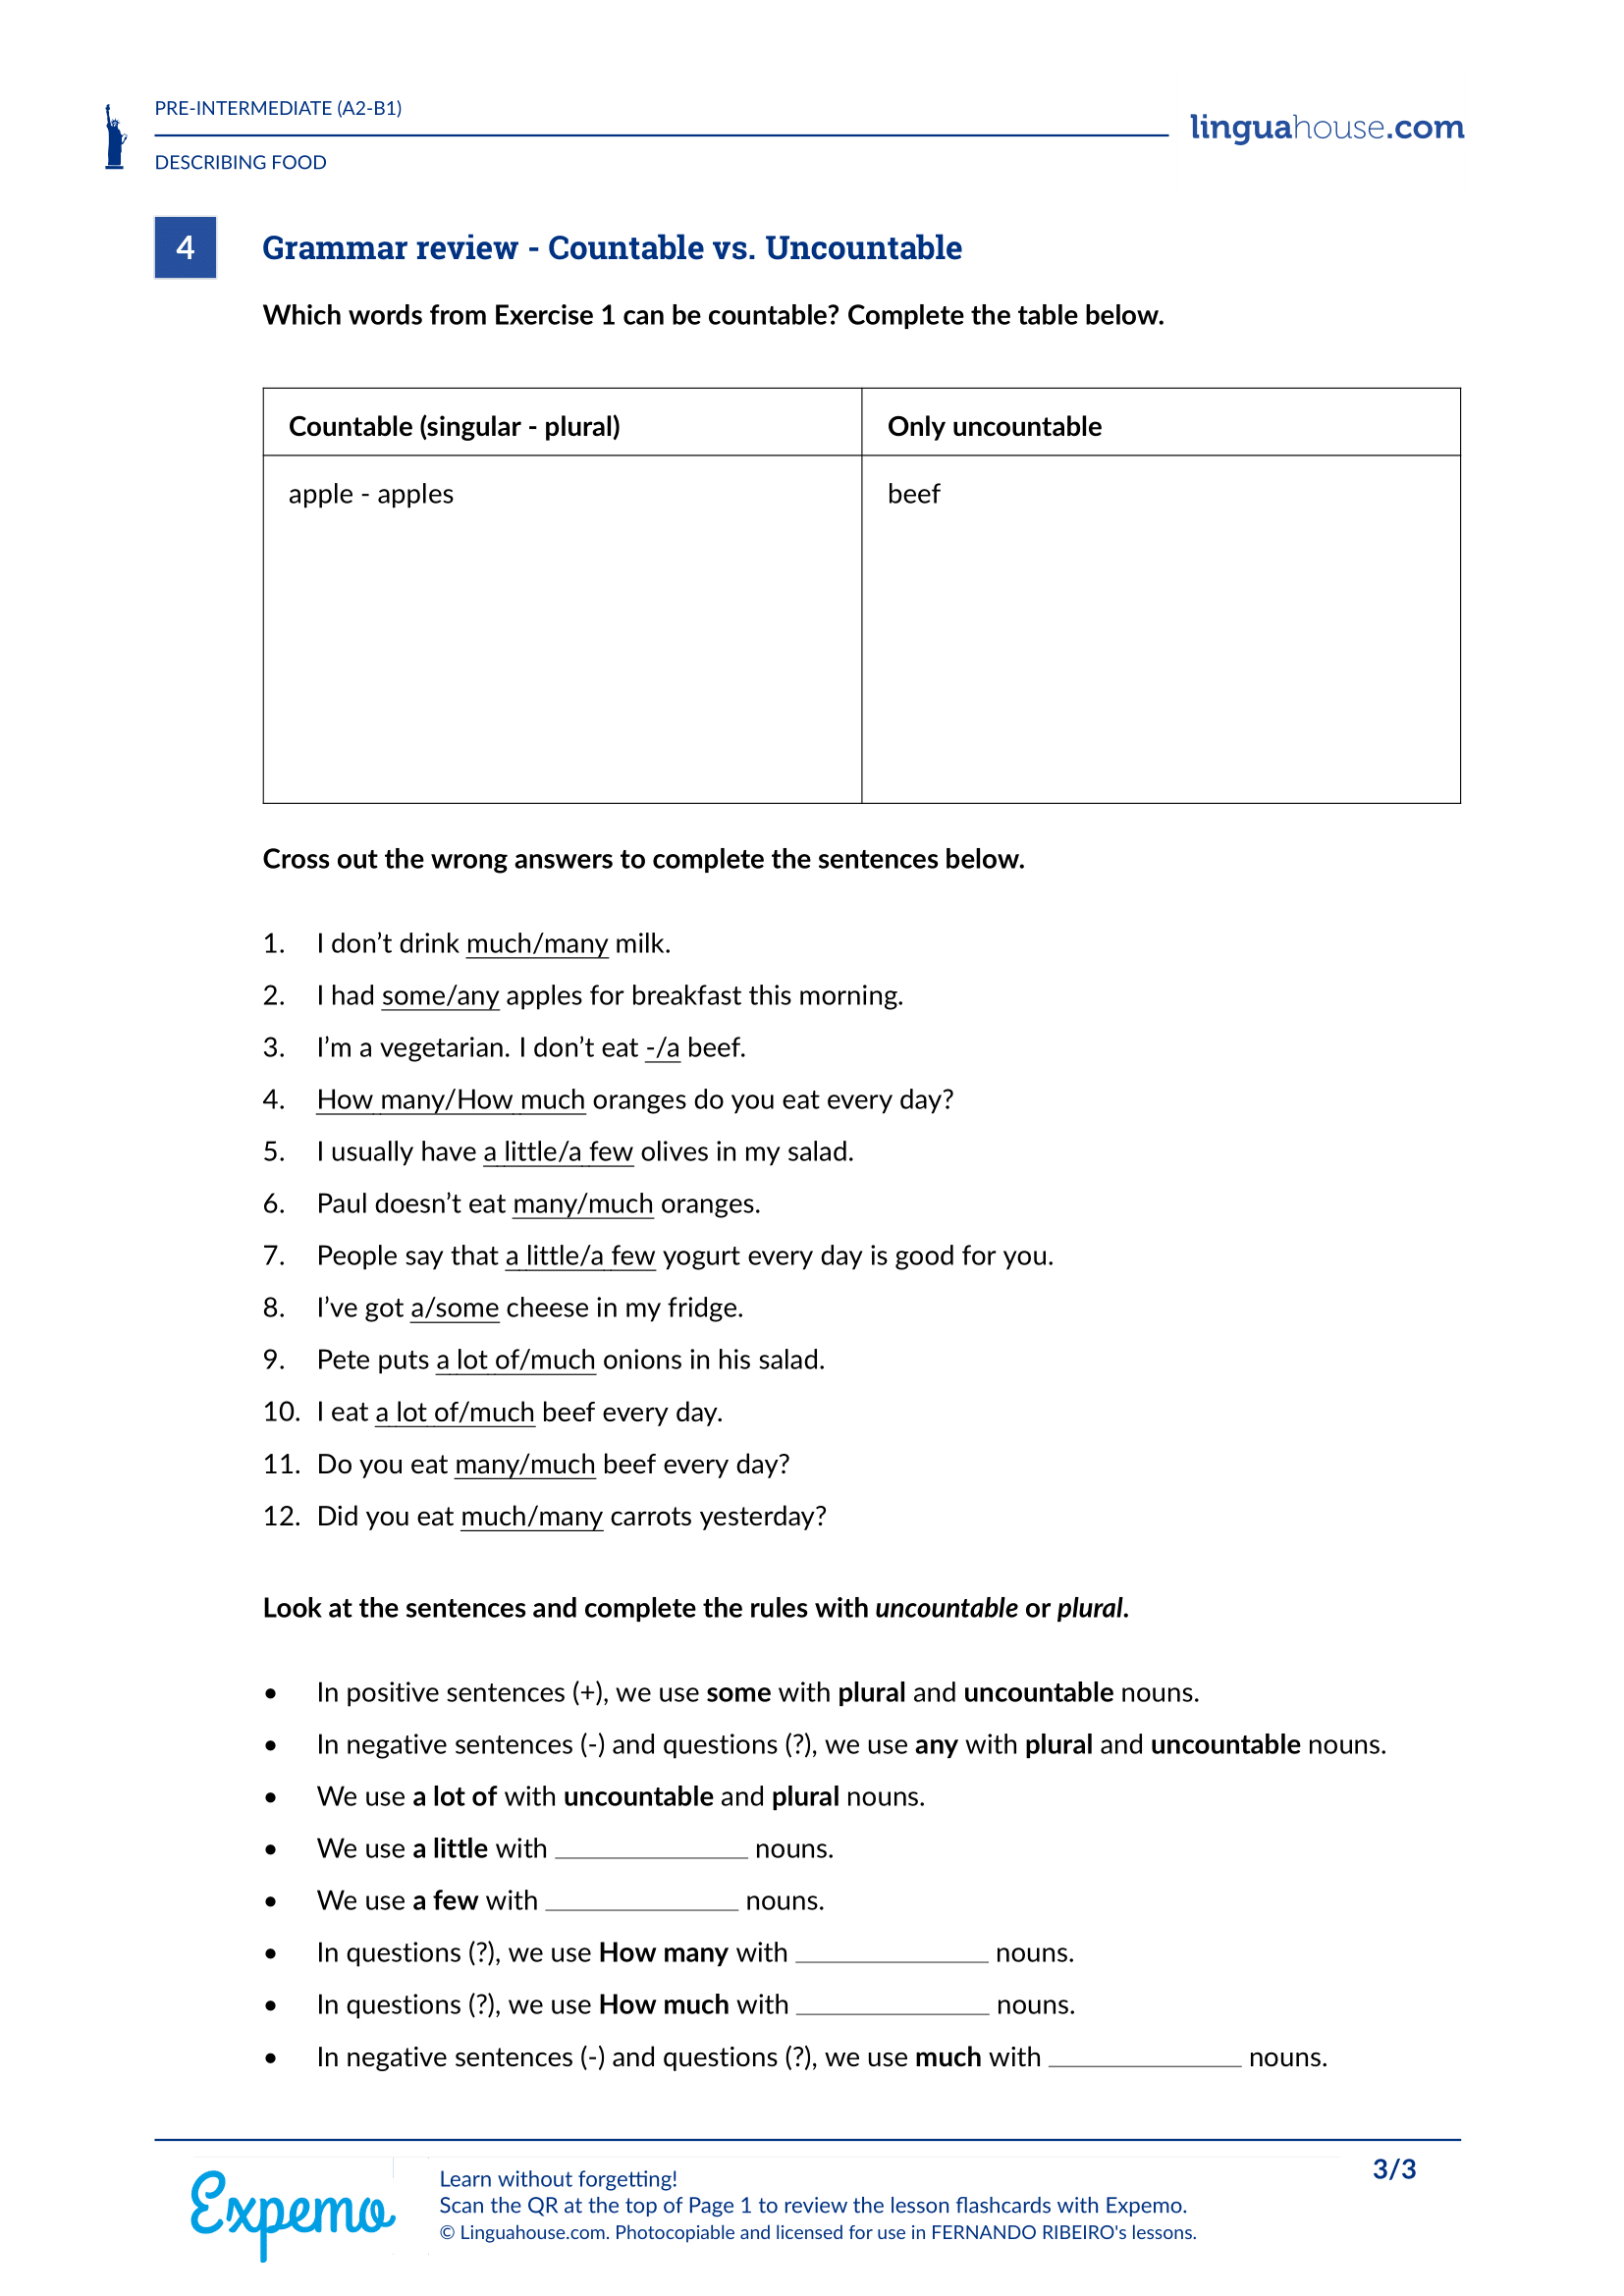 PRE-INTERMEDIATE (A2-B1)
linguahouse.com
DESCRIBING FOOD
4
Grammar review - Countable vs. Uncountable
Which words from Exercise 1 can be countable? Complete the table below.
Countable (singular - plural)
Only uncountable
apple - apples
beef
Cross out the wrong answers to complete the sentences below.
1. I don’t drink much/many milk.
2. I had some/any apples for breakfast this morning.
3. I’m a vegetarian. I don’t eat -/a beef.
4. How many/How much oranges do you eat every day?
5. I usually have a little/a few olives in my salad.
6. Paul doesn’t eat many/much oranges.
7. People say that a little/a few yogurt every day is good for you.
8. I’ve got a/some cheese in my fridge.
9. Pete puts a lot of/much onions in his salad.
10. I eat a lot of/much beef every day.
11. Do you eat many/much beef every day?
12. Did you eat much/many carrots yesterday?
Look at the sentences and complete the rules with uncountable or plural.
• In positive sentences (+), we use some with plural and uncountable nouns.
• In negative sentences (-) and questions (?), we use any with plural and uncountable nouns.
• We use a lot of with uncountable and plural nouns.
• We use a little with ______________ nouns.
• We use a few with ______________ nouns.
• In questions (?), we use How many with ______________ nouns.
• In questions (?), we use How much with ______________ nouns.
• In negative sentences (-) and questions (?), we use much with ______________ nouns.
Expemo
Learn without forgetting!
Scan the QR at the top of Page 1 to review the lesson flashcards with Expemo.
© Linguahouse.com. Photocopiable and licensed for use in FERNANDO RIBEIRO's lessons.
3/3